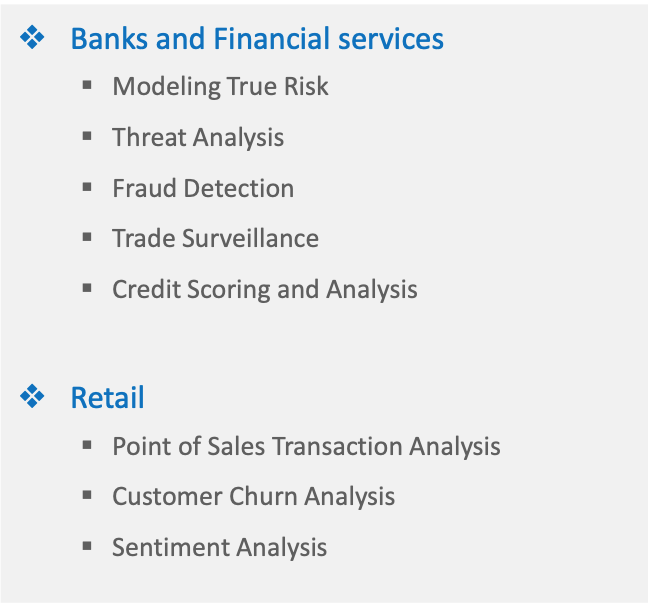 Banks and Financial services
Modeling True Risk
Threat Analysis
Fraud Detection
Trade Surveillance
Credit Scoring and Analysis
Retail
Point of Sales Transaction Analysis
Customer Churn Analysis
Sentiment Analysis